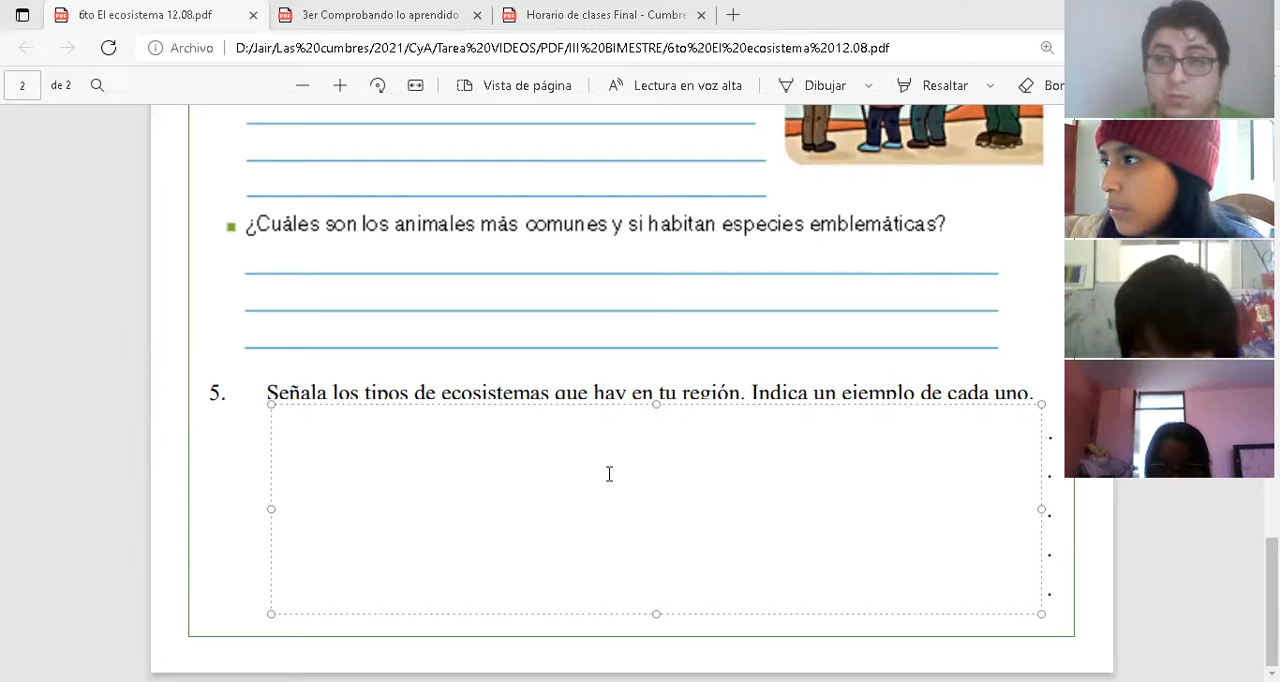 6to El ecosistema 12.08.pdf
3er Comprobando lo aprendido
Horario de clases Final - Cumbre
Archivo
D:/Jair/Las%20cumbres/2021/CyA/Tarea%20VIDEOS/PDF/III%20BIMESTRE/6to%20El%20ecosistema%2012.08.pdf
2 de 2
Vista de página
Lectura en voz alta
Dibujar
Resaltar
Bor
¿Cuáles son los animales más comunes y si habitan especies emblemáticas?
5. Señala los tipos de ecosistemas que hay en tu región. Indica un ejemplo de cada uno.